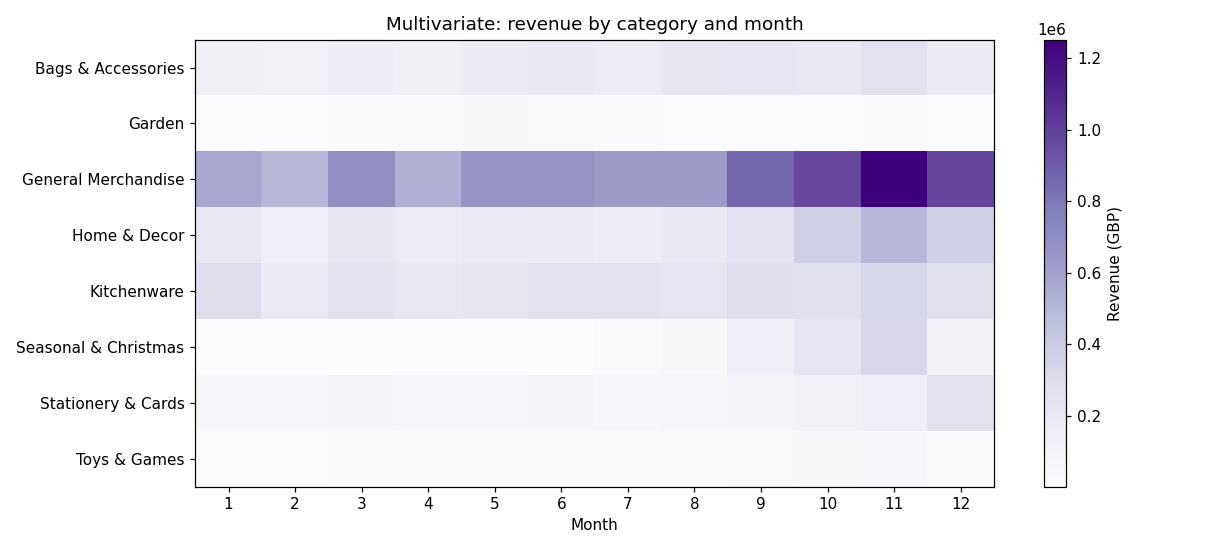 Multivariate: revenue by category and month
1e6
Bags & Accessories
Garden
General Merchandise
Home & Decor
Kitchenware
Seasonal & Christmas
Stationery & Cards
Toys & Games
1 2 3 4 5 6 7 8 9 10 11 12
Month
1.2
1.0
0.8
0.6
0.4
0.2
Revenue (GBP)